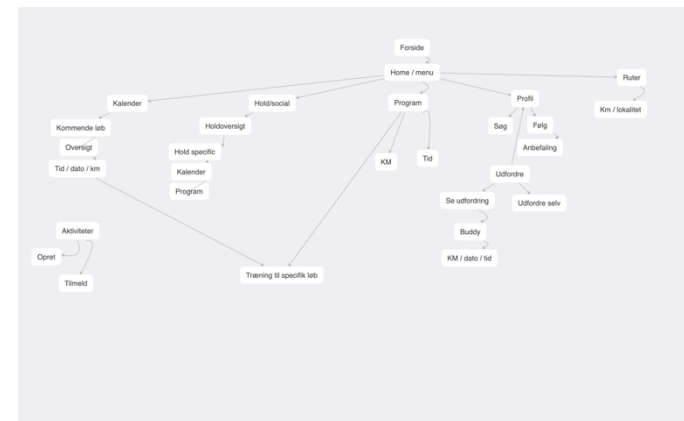 Forside
Home / menu
Kalender
Hold/social
Program
Profil
Ruter
Kommende løb
Holdoversigt
Søg
Følg
Km / lokalitet
Oversigt
Hold specific
KM
Tid
Anbefaling
Tid / dato / km
Kalender
Udfordre
Program
Se udfordring
Udfordre selv
Aktiviteter
Buddy
Opret
KM / dato / tid
Tilmeld
Træning til specifik løb